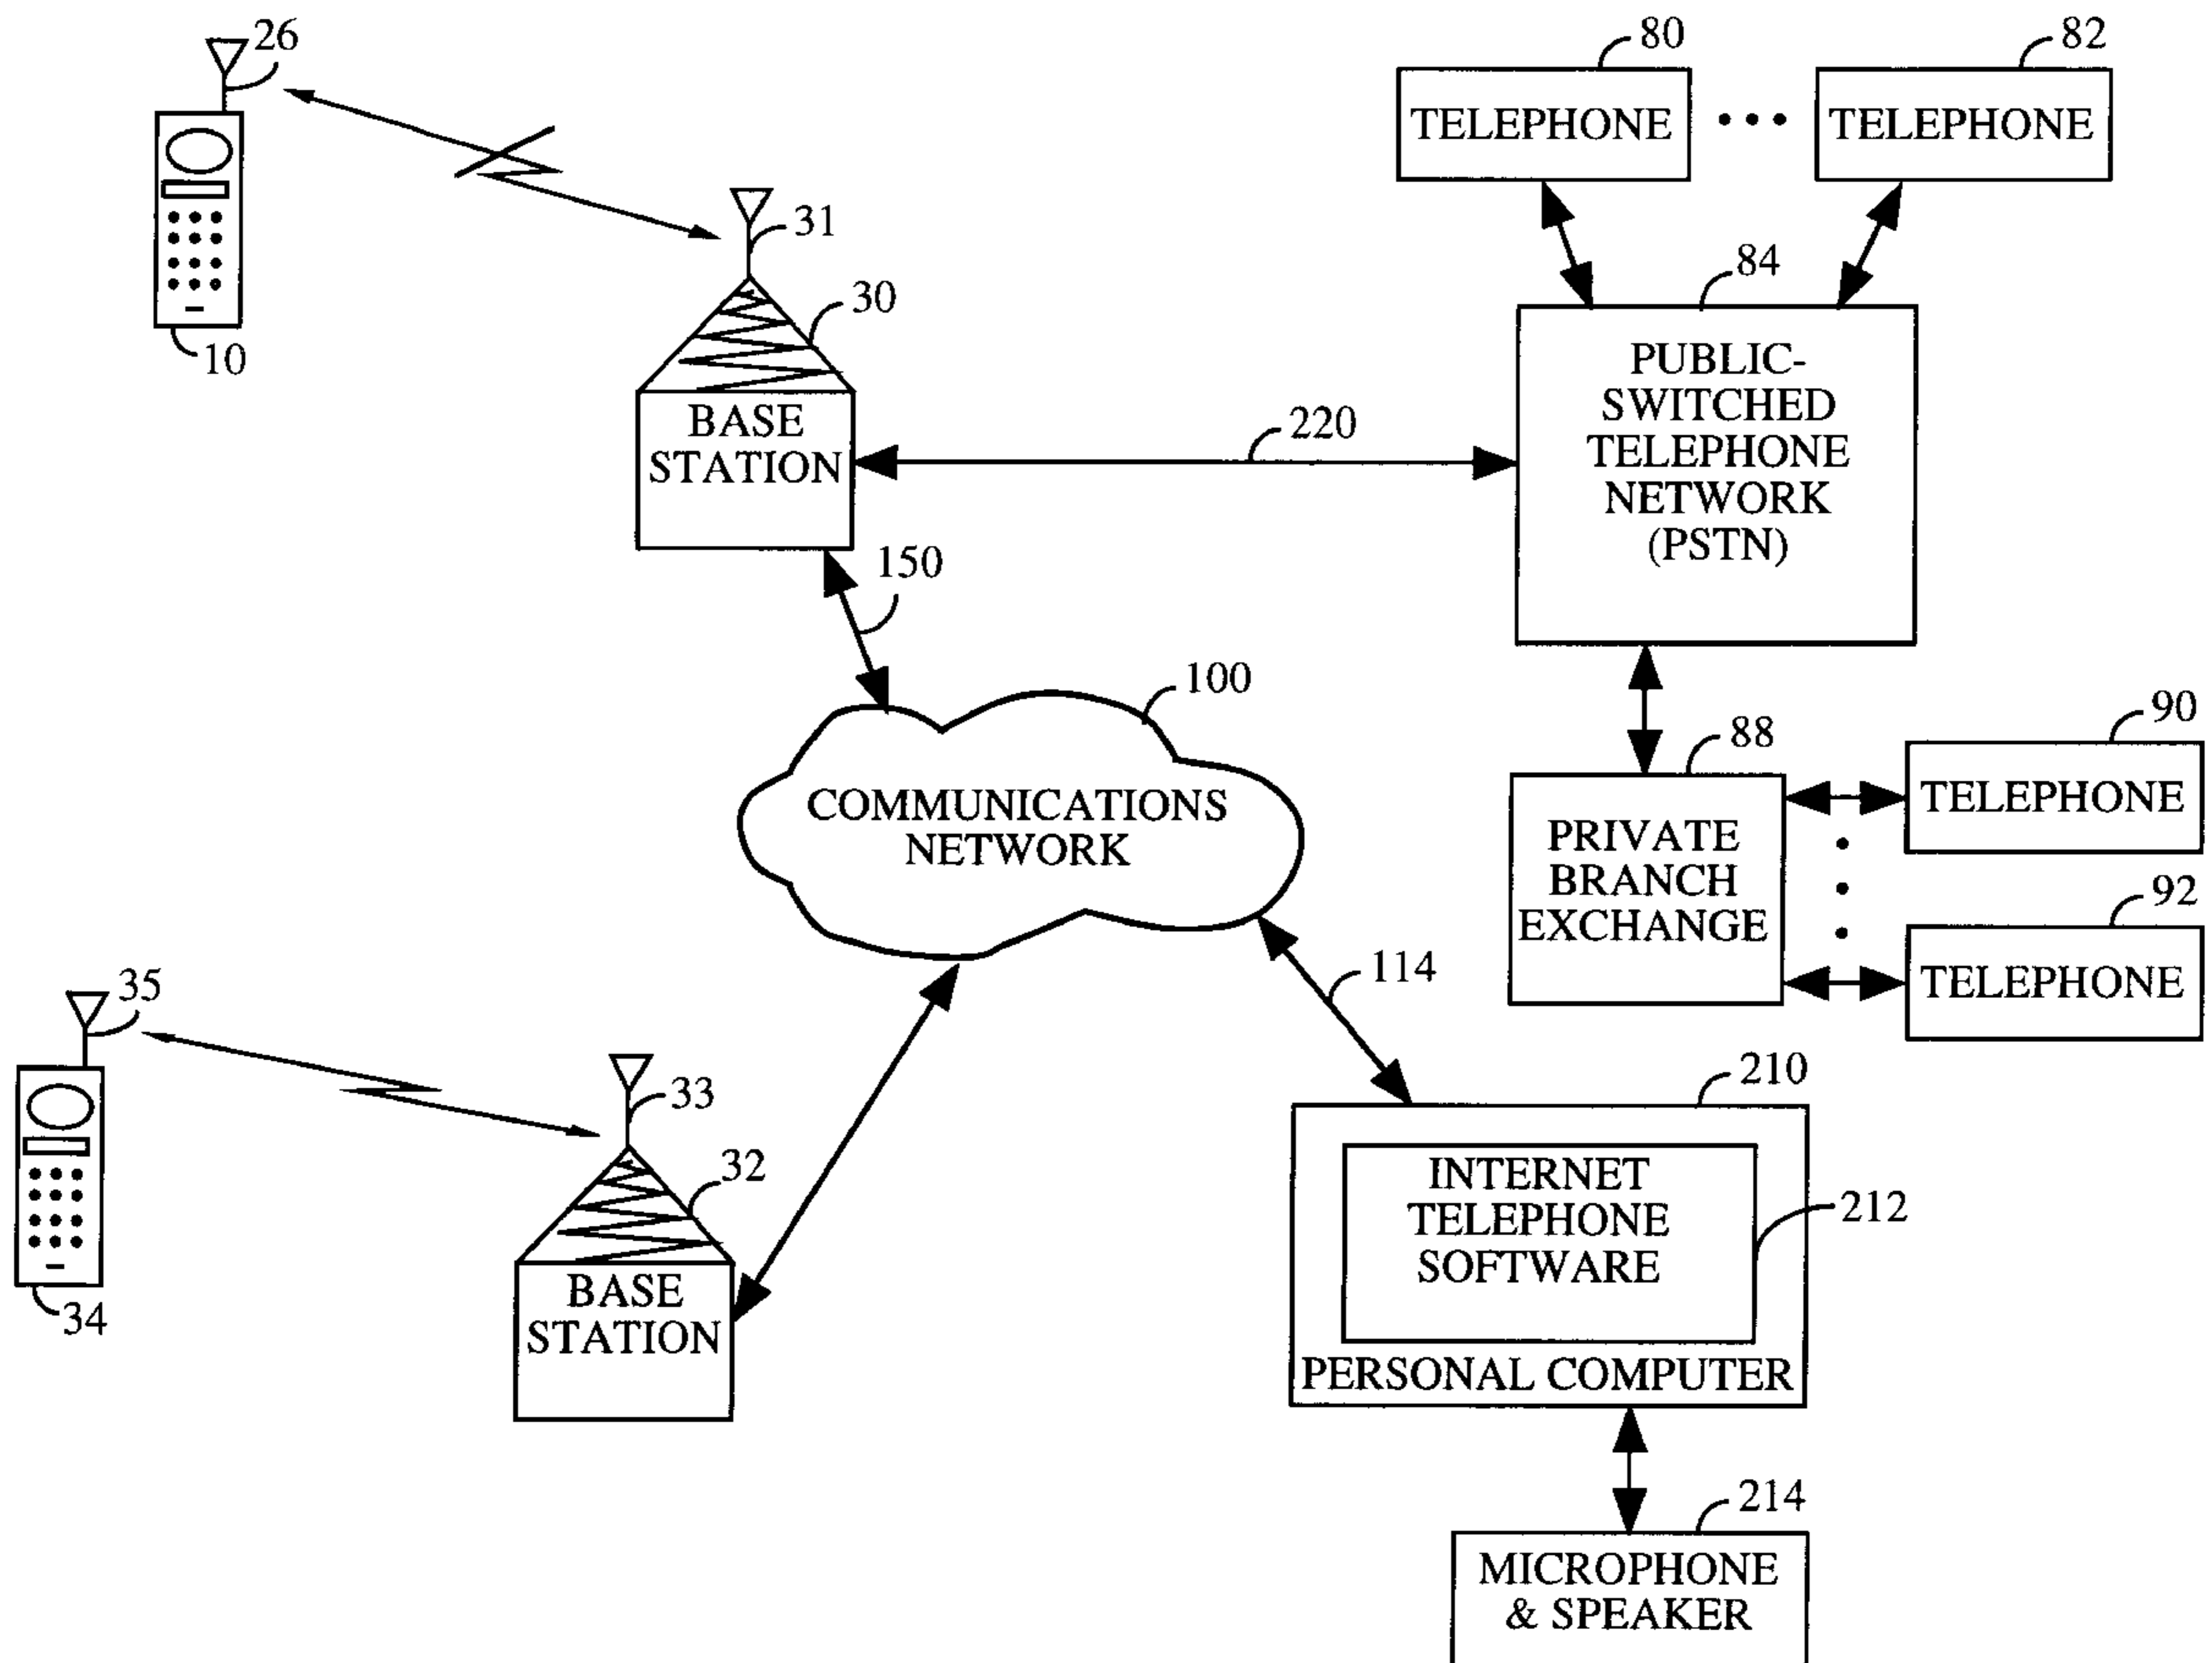 26
80
82
TELEPHONE
TELEPHONE
31
30
10
84
PUBLIC-
SWITCHED
TELEPHONE
NETWORK
(PSTN)
BASE
STATION
220
150
100
COMMUNICATIONS
NETWORK
88
PRIVATE
BRANCH
EXCHANGE
90
TELEPHONE
92
TELEPHONE
114
35
34
33
32
BASE
STATION
210
INTERNET
TELEPHONE
SOFTWARE
212
PERSONAL COMPUTER
214
MICROPHONE
& SPEAKER